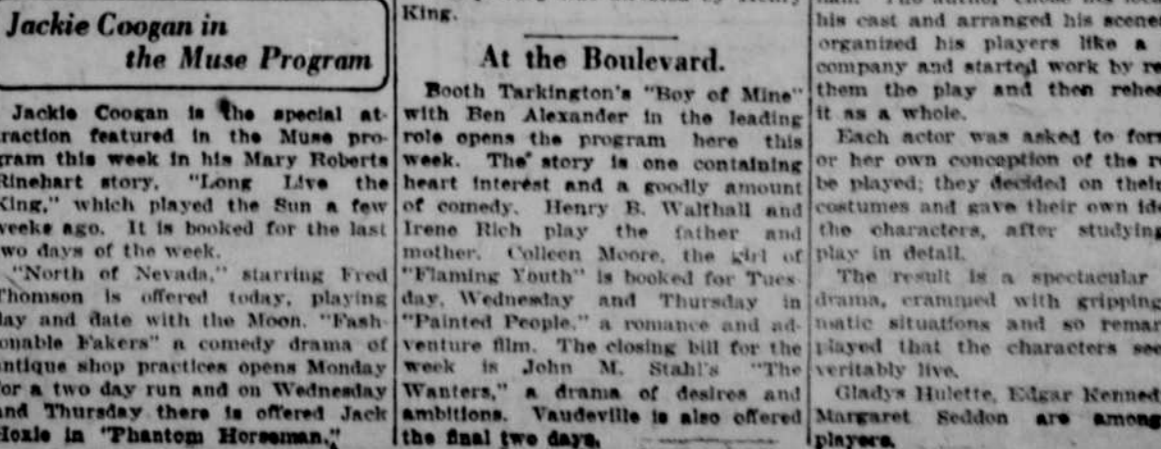 Jackie Coogan in
the Muse Program
Jackie Coogan is the special at-
raction featured in the Muse pro-
gram this week in his Mary Roberts
Rinehart story, "Long Live the
King," which played the Sun a few
weeks ago. It is booked for the last
two days of the week.
"North of Nevada," starring Fred
Thomson is offered today, playing
day and date with the Moon. "Fash-
onable Fakers" a comedy drama of
antique shop practices opens Monday
for a two day run and on Wednesday
and Thursday there is offered Jack
Hoxie in "Phantom Horseman."
King.
At the Boulevard.
Booth Tarkington's "Boy of Mine"
with Ben Alexander in the leading
role opens the program here this
week. The story is one containing
heart interest and a goodly amount
of comedy. Henry B. Walthall and
Irene Rich play the father and
mother. Colleen Moore, the girl of
"Flaming Youth" is booked for Tues-
day, Wednesday and Thursday in
"Painted People," a romance and ad-
venture film. The closing bill for the
week is John M. Stahl's "The
Wanters," a drama of desires and
ambitions. Vaudeville is also offered
the final two days.
his cast and arranged his scene
organized his players like a
company and started work by re
them the play and then rehe
it as a whole.
Each actor was asked to for
or her own conception of the r
be played; they decided on their
costumes and gave their own id
the characters, after studying
play in detail.
The result is a spectacular
drama, crammed with gripping
matic situations and so remar
played that the characters see
veritably live.
Gladys Hulette, Edgar Kenned
Margaret Seddon are among
players.